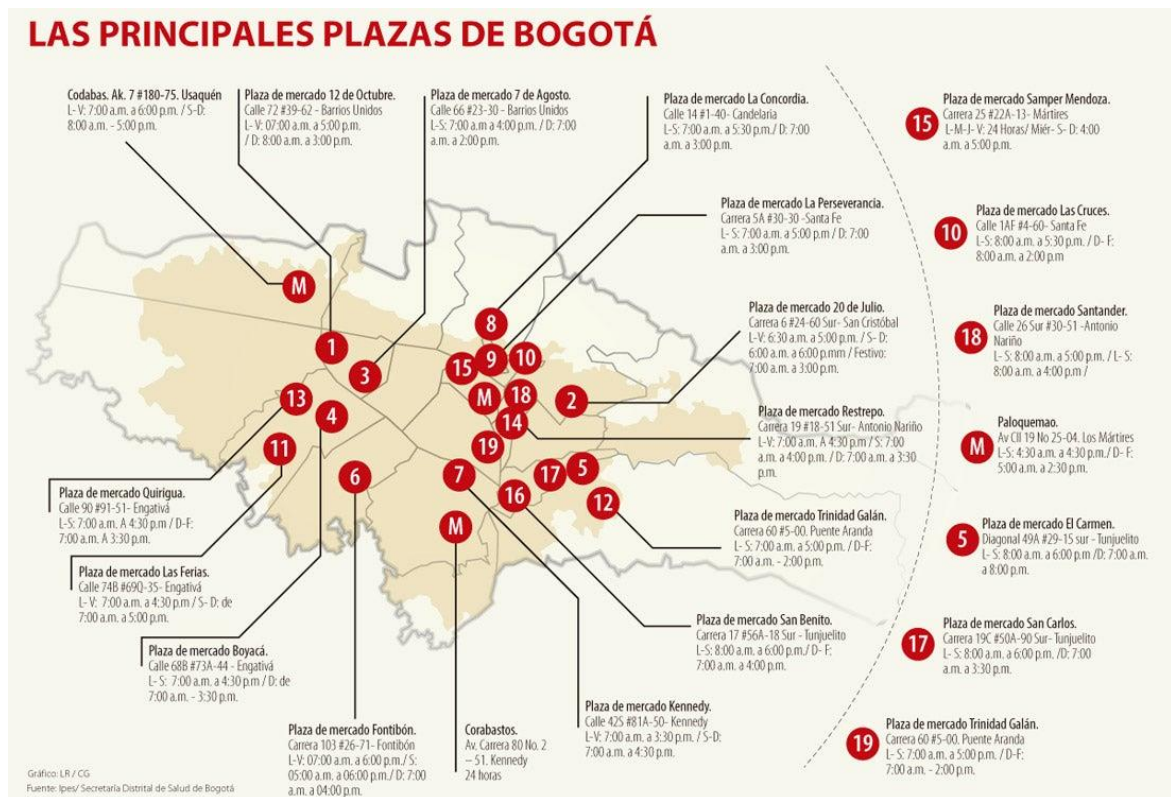 LAS PRINCIPALES PLAZAS DE BOGOTÁ
Codabas. Ak. 7 #180-75. Usaquén
L- V: 7:00 a.m. a 6:00 p.m. / S-D:
8:00 a.m. - 5:00 p.m.
Plaza de mercado 12 de Octubre.
Calle 72 #39-62 - Barrios Unidos
L- V: 07:00 a.m. a 5:00 p.m.
/ D: 8:00 a.m. a 3:00 p.m.
Plaza de mercado 7 de Agosto.
Calle 66 #23-30 - Barrios Unidos
L-S: 7:00 a.m a 4:00 p.m. / D: 7:00
a.m. a 2:00 p.m.
Plaza de mercado La Concordia.
Calle 14 #1-40- Candelaria
L-S: 7:00 a.m. a 5:30 p.m./ D: 7:00
a.m. a 3:00 p.m.
Plaza de mercado La Perseverancia.
Carrera 5A #30-30 -Santa Fe
L- S: 7:00 a.m. a 5:00 p.m / D: 7:00
a.m. a 3:00 p.m.
Plaza de mercado 20 de Julio.
Carrera 6 #24-60 Sur- San Cristóbal
L-V: 6:30 a.m. a 5:00 p.m. / S- D:
6:00 a.m. a 6:00 p.mm / Festivo:
7:00 a.m. a 3:00 p.m.
Plaza de mercado Restrepo.
Carrera 19 #18-51 Sur- Antonio Nariño
L-V: 7:00 a.m. A 4:30 p.m / S: 7:00
a.m. a 4:00 p.m. / D: 7:00 a.m. a 3:30
p.m.
Plaza de mercado Trinidad Galán.
Carrera 60 #5-00. Puente Aranda
L- S: 7:00 a.m. a 5:00 p.m. / D-F:
7:00 a.m. - 2:00 p.m.
Plaza de mercado San Benito.
Carrera 17 #56A-18 Sur - Tunjuelito
L-S: 8:00 a.m. a 6:00 p.m./ D- F:
7:00 a.m. a 4:00 p.m.
Plaza de mercado Kennedy.
Calle 42S #81A-50- Kennedy
L-V: 7:00 a.m. a 3:30 p.m. / S-D:
7:00 a.m. a 4:30 p.m.
Corabastos.
Av. Carrera 80 No. 2
– 51. Kennedy
24 horas
Plaza de mercado Fontibón.
Carrera 103 #26-71- Fontibón
L-V: 07:00 a.m. a 6:00 p.m./ S:
05:00 a.m. a 06:00 p.m./ D: 7:00
a.m. a 04:00 p.m.
Plaza de mercado Boyacá.
Calle 68B #73A-44 - Engativá
L- S: 7:00 a.m. a 4:30 p.m / D: de
7:00 a.m. - 3:30 p.m.
Plaza de mercado Las Ferias.
Calle 74B #69Q-35- Engativá
L- V: 7:00 a.m. a 4:30 p.m / S- D: de
7:00 a.m. a 5:00 p.m.
Plaza de mercado Quirigua.
Calle 90 #91-51- Engativá
L-S: 7:00 a.m. A 4:30 p.m / D-F:
7:00 a.m. A 3:30 p.m.
M
1
3
13
4
11
6
8
9
10
15
M
18
2
14
19
7
17
5
16
12
M
15
Plaza de mercado Samper Mendoza.
Carrera 25 #22A-13- Mártires
L-M-J- V: 24 Horas/ Miér- S- D: 4:00
a.m. a 5:00 p.m.
10
Plaza de mercado Las Cruces.
Calle 1AF #4-60- Santa Fe
L-S: 8:00 a.m. a 5:30 p.m. / D- F:
8:00 a.m. a 2:00 p.m
18
Plaza de mercado Santander.
Calle 26 Sur #30-51 -Antonio
Nariño
L- S: 8:00 a.m. a 5:00 p.m. / L- S:
8:00 a.m. a 4:00 p.m /
M
Paloquemao.
Av Cll 19 No 25-04. Los Mártires
L-S: 4:30 a.m. a 4:30 p.m./ D- F:
5:00 a.m. a 2:30 p.m.
5
Plaza de mercado El Carmen.
Diagonal 49A #29-15 sur - Tunjuelito
L- S: 8:00 a.m. a 6:00 p.m /D: 7:00 a.m.
a 8:00 p.m.
17
Plaza de mercado San Carlos.
Carrera 19C #50A-90 Sur- Tunjuelito
L- S: 8:00 a.m. a 6:00 p.m. /D: 7:00
a.m. a 3:30 p.m.
19
Plaza de mercado Trinidad Galán.
Carrera 60 #5-00. Puente Aranda
L- S: 7:00 a.m. a 5:00 p.m. / D-F:
7:00 a.m. - 2:00 p.m.
Gráfico: LR / CG
Fuente: Ipes/ Secretaría Distrital de Salud de Bogotá